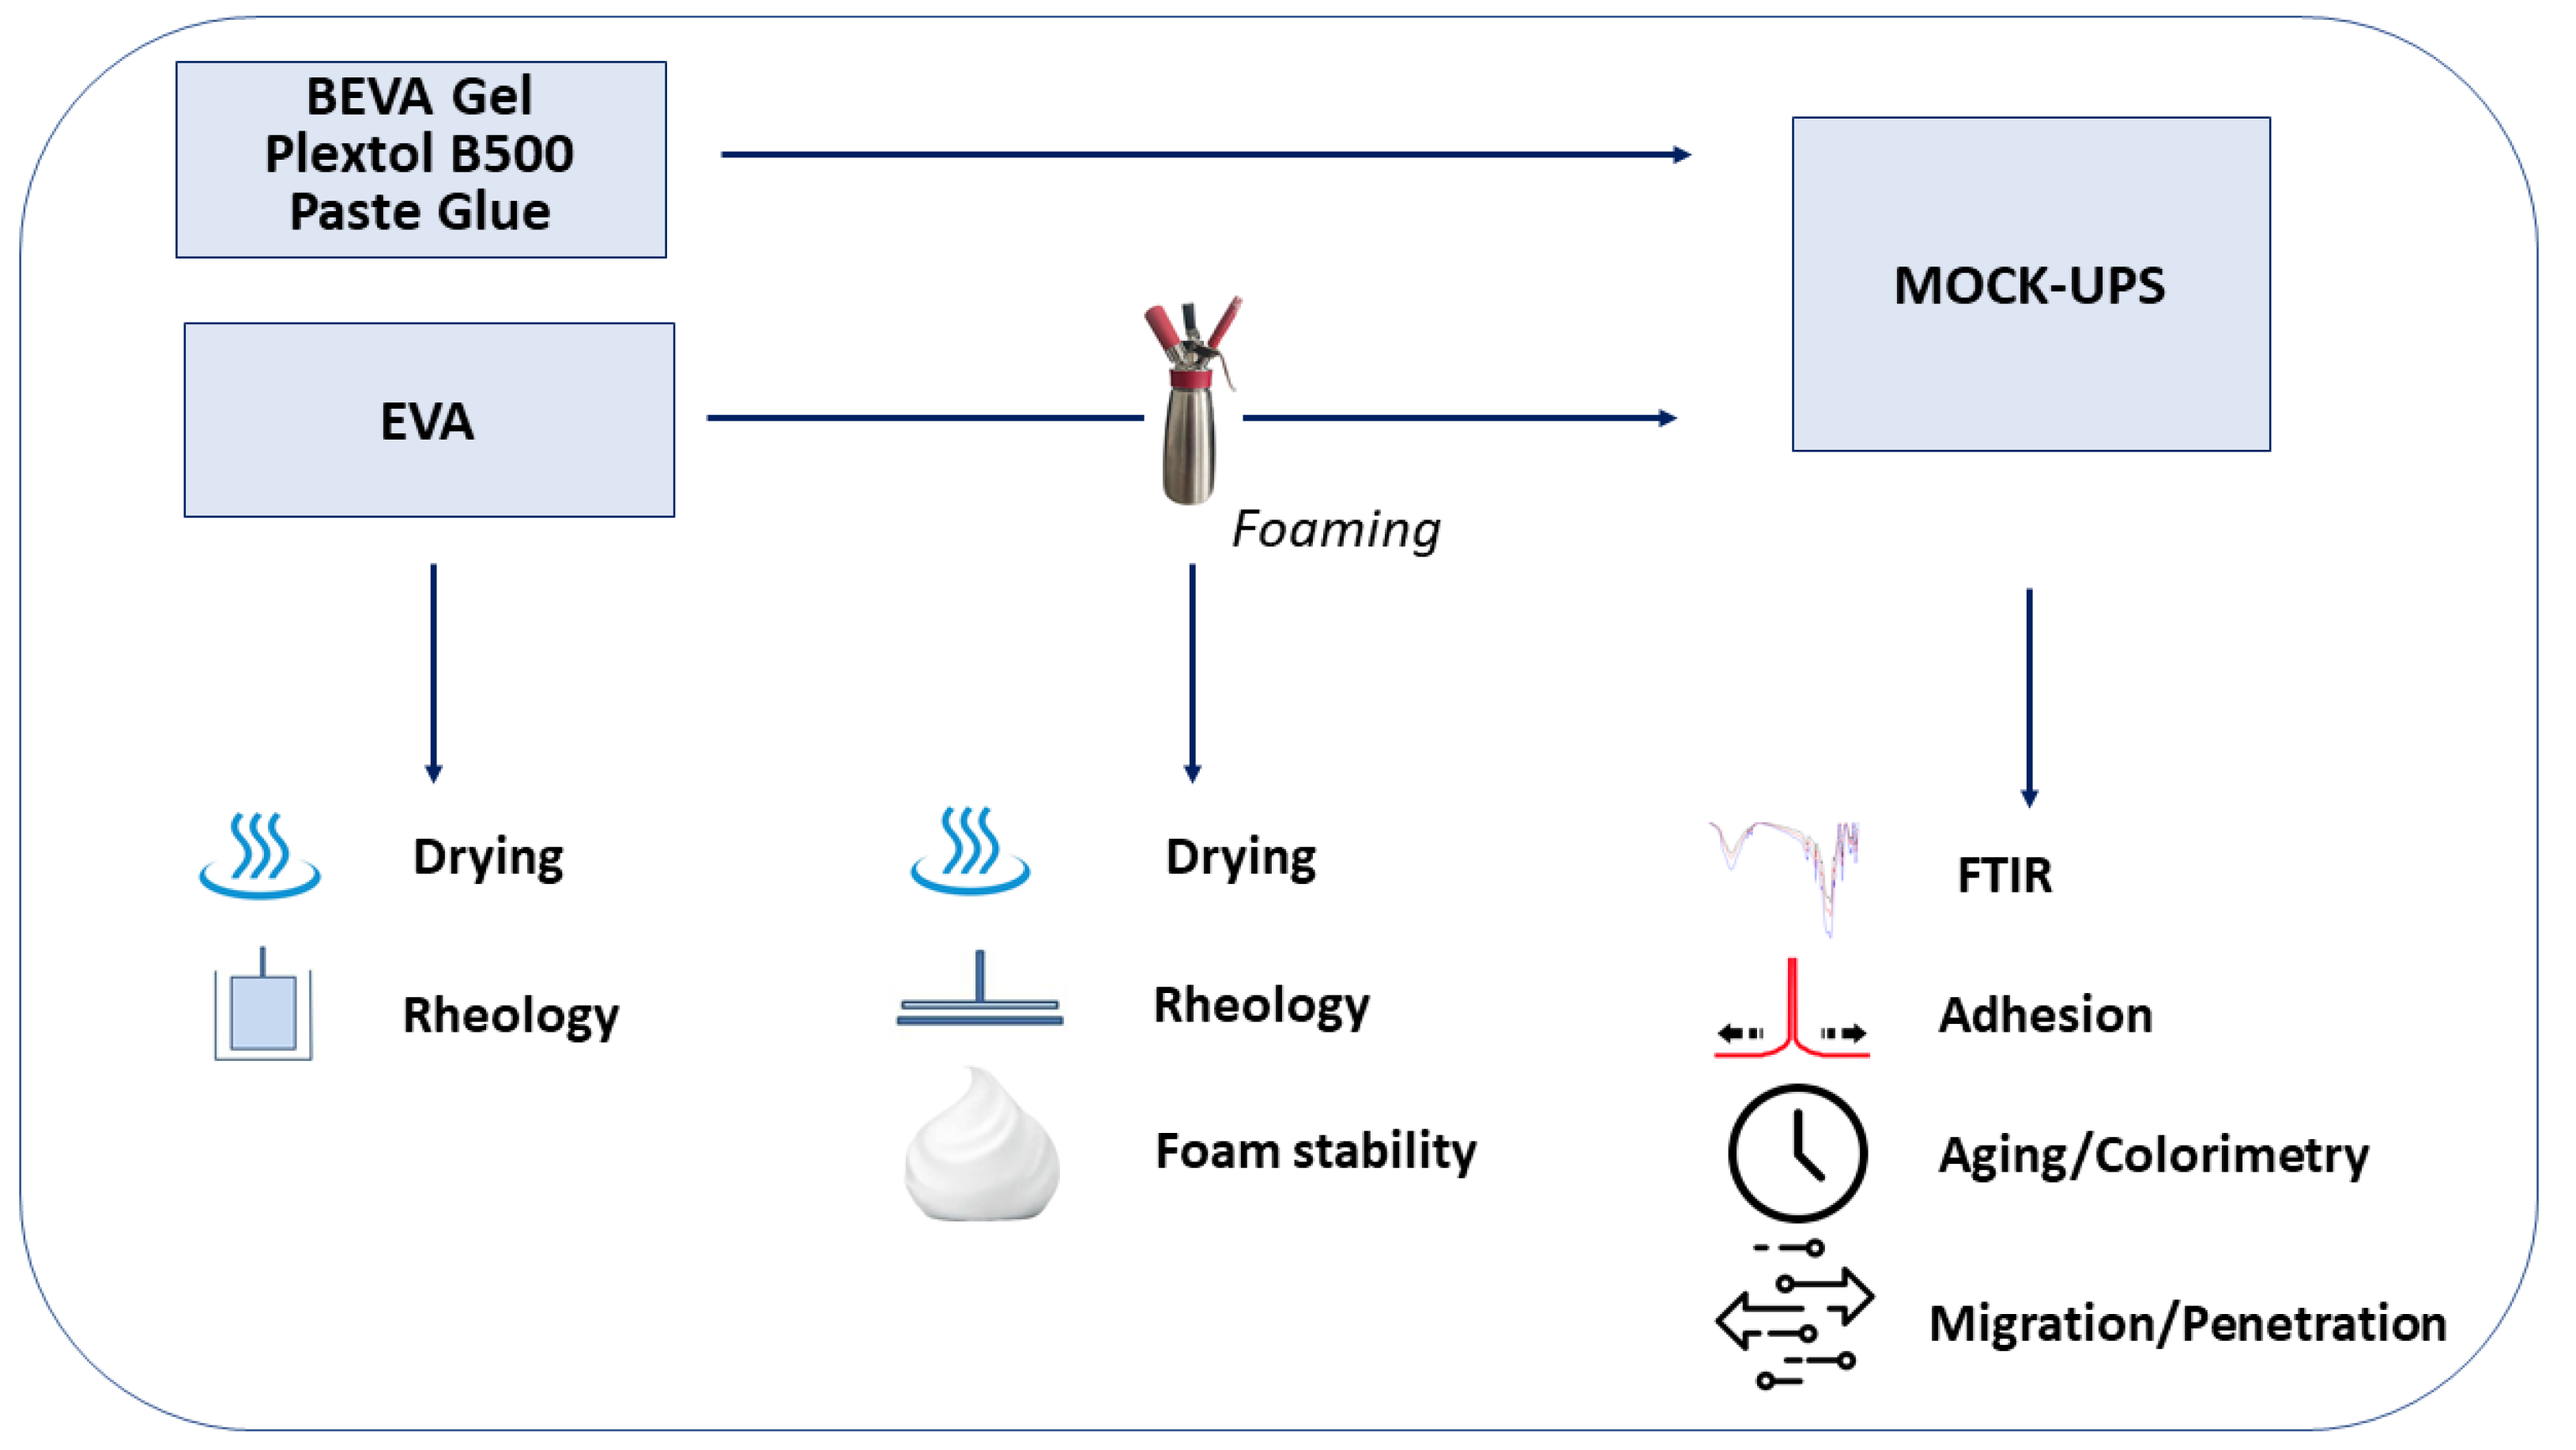 BEVA Gel
Plextol B500
Paste Glue
MOCK-UPS
EVA
Foaming
Drying
Rheology
Drying
Rheology
Foam stability
FTIR
Adhesion
Aging/Colorimetry
Migration/Penetration